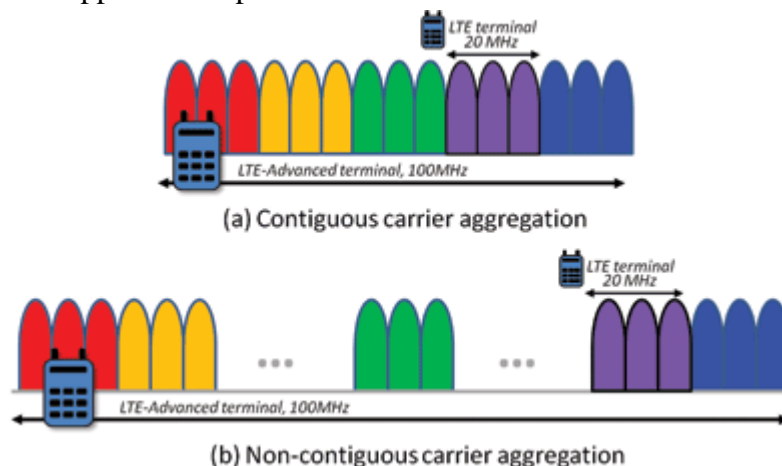 LTE terminal
20 MHz
LTE-Advanced terminal, 100MHz
(a) Contiguous carrier aggregation
LTE terminal
20 MHz
LTE-Advanced terminal, 100MHz
(b) Non-contiguous carrier aggregation